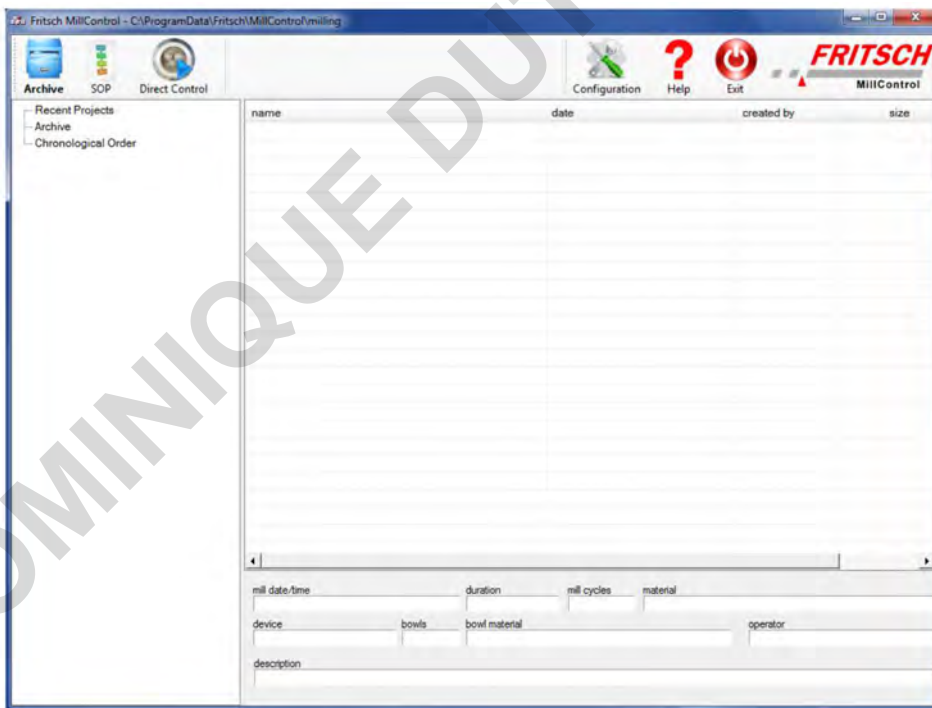 Fritsch MillControl - C:\ProgramData\Fritsch\MillControl\milling
Archive SOP Direct Control Configuration Help Exit
FRITSCH
MillControl
Recent Projects
Archive
Chronological Order
name date created by size
mill date/time duration mill cycles material
device bowls bowl material operator
description
OMINIQUE DUT